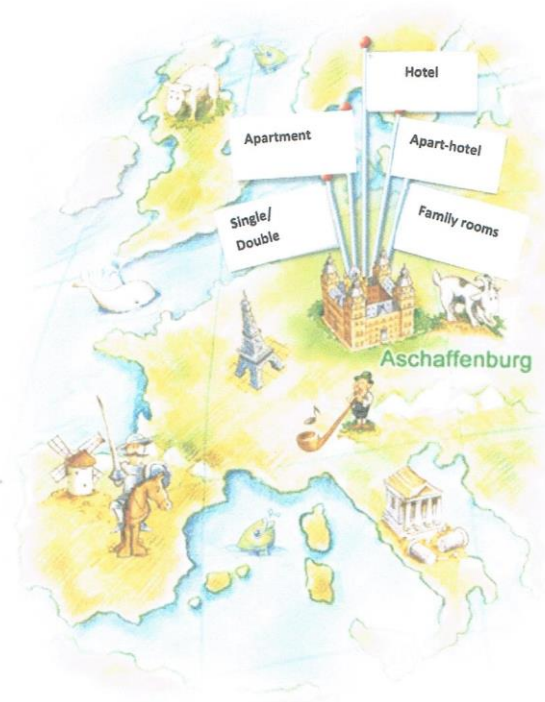 Hotel
Apartment
Apart-hotel
Single/
Double
Family rooms
Aschaffenburg